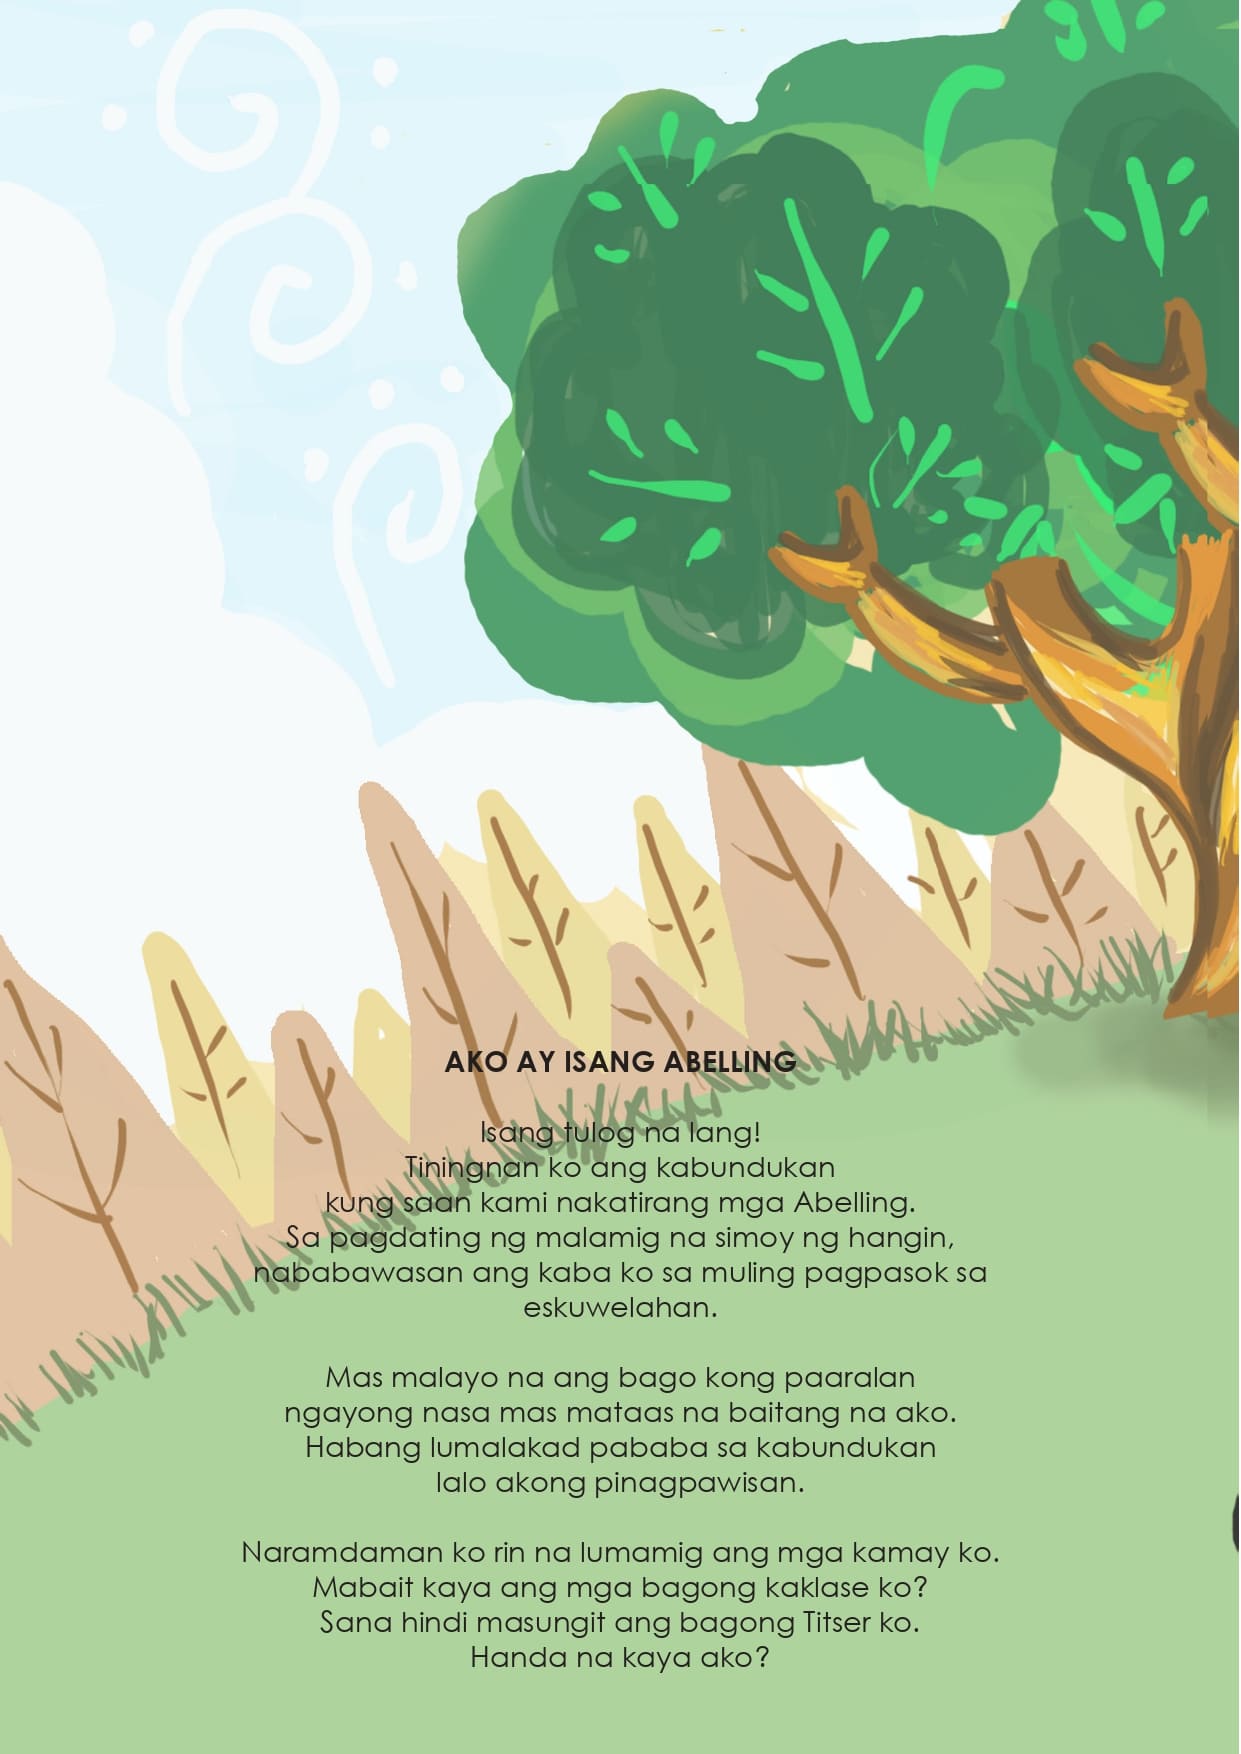 AKO AY ISANG ABELLING
Isang tulog na lang!
Tiningnan ko ang kabundukan
kung saan kami nakatirang mga Abelling.
Sa pagdating ng malamig na simoy ng hangin,
nababawasan ang kaba ko sa muling pagpasok sa
eskuwelahan.
Mas malayo na ang bago kong paaralan
ngayong nasa mas mataas na baitang na ako.
Habang lumalakad pababa sa kabundukan
lalo akong pinagpawisan.
Naramdaman ko rin na lumamig ang mga kamay ko.
Mabait kaya ang mga bagong kaklase ko?
Sana hindi masungit ang bagong Titser ko.
Handa na kaya ako?